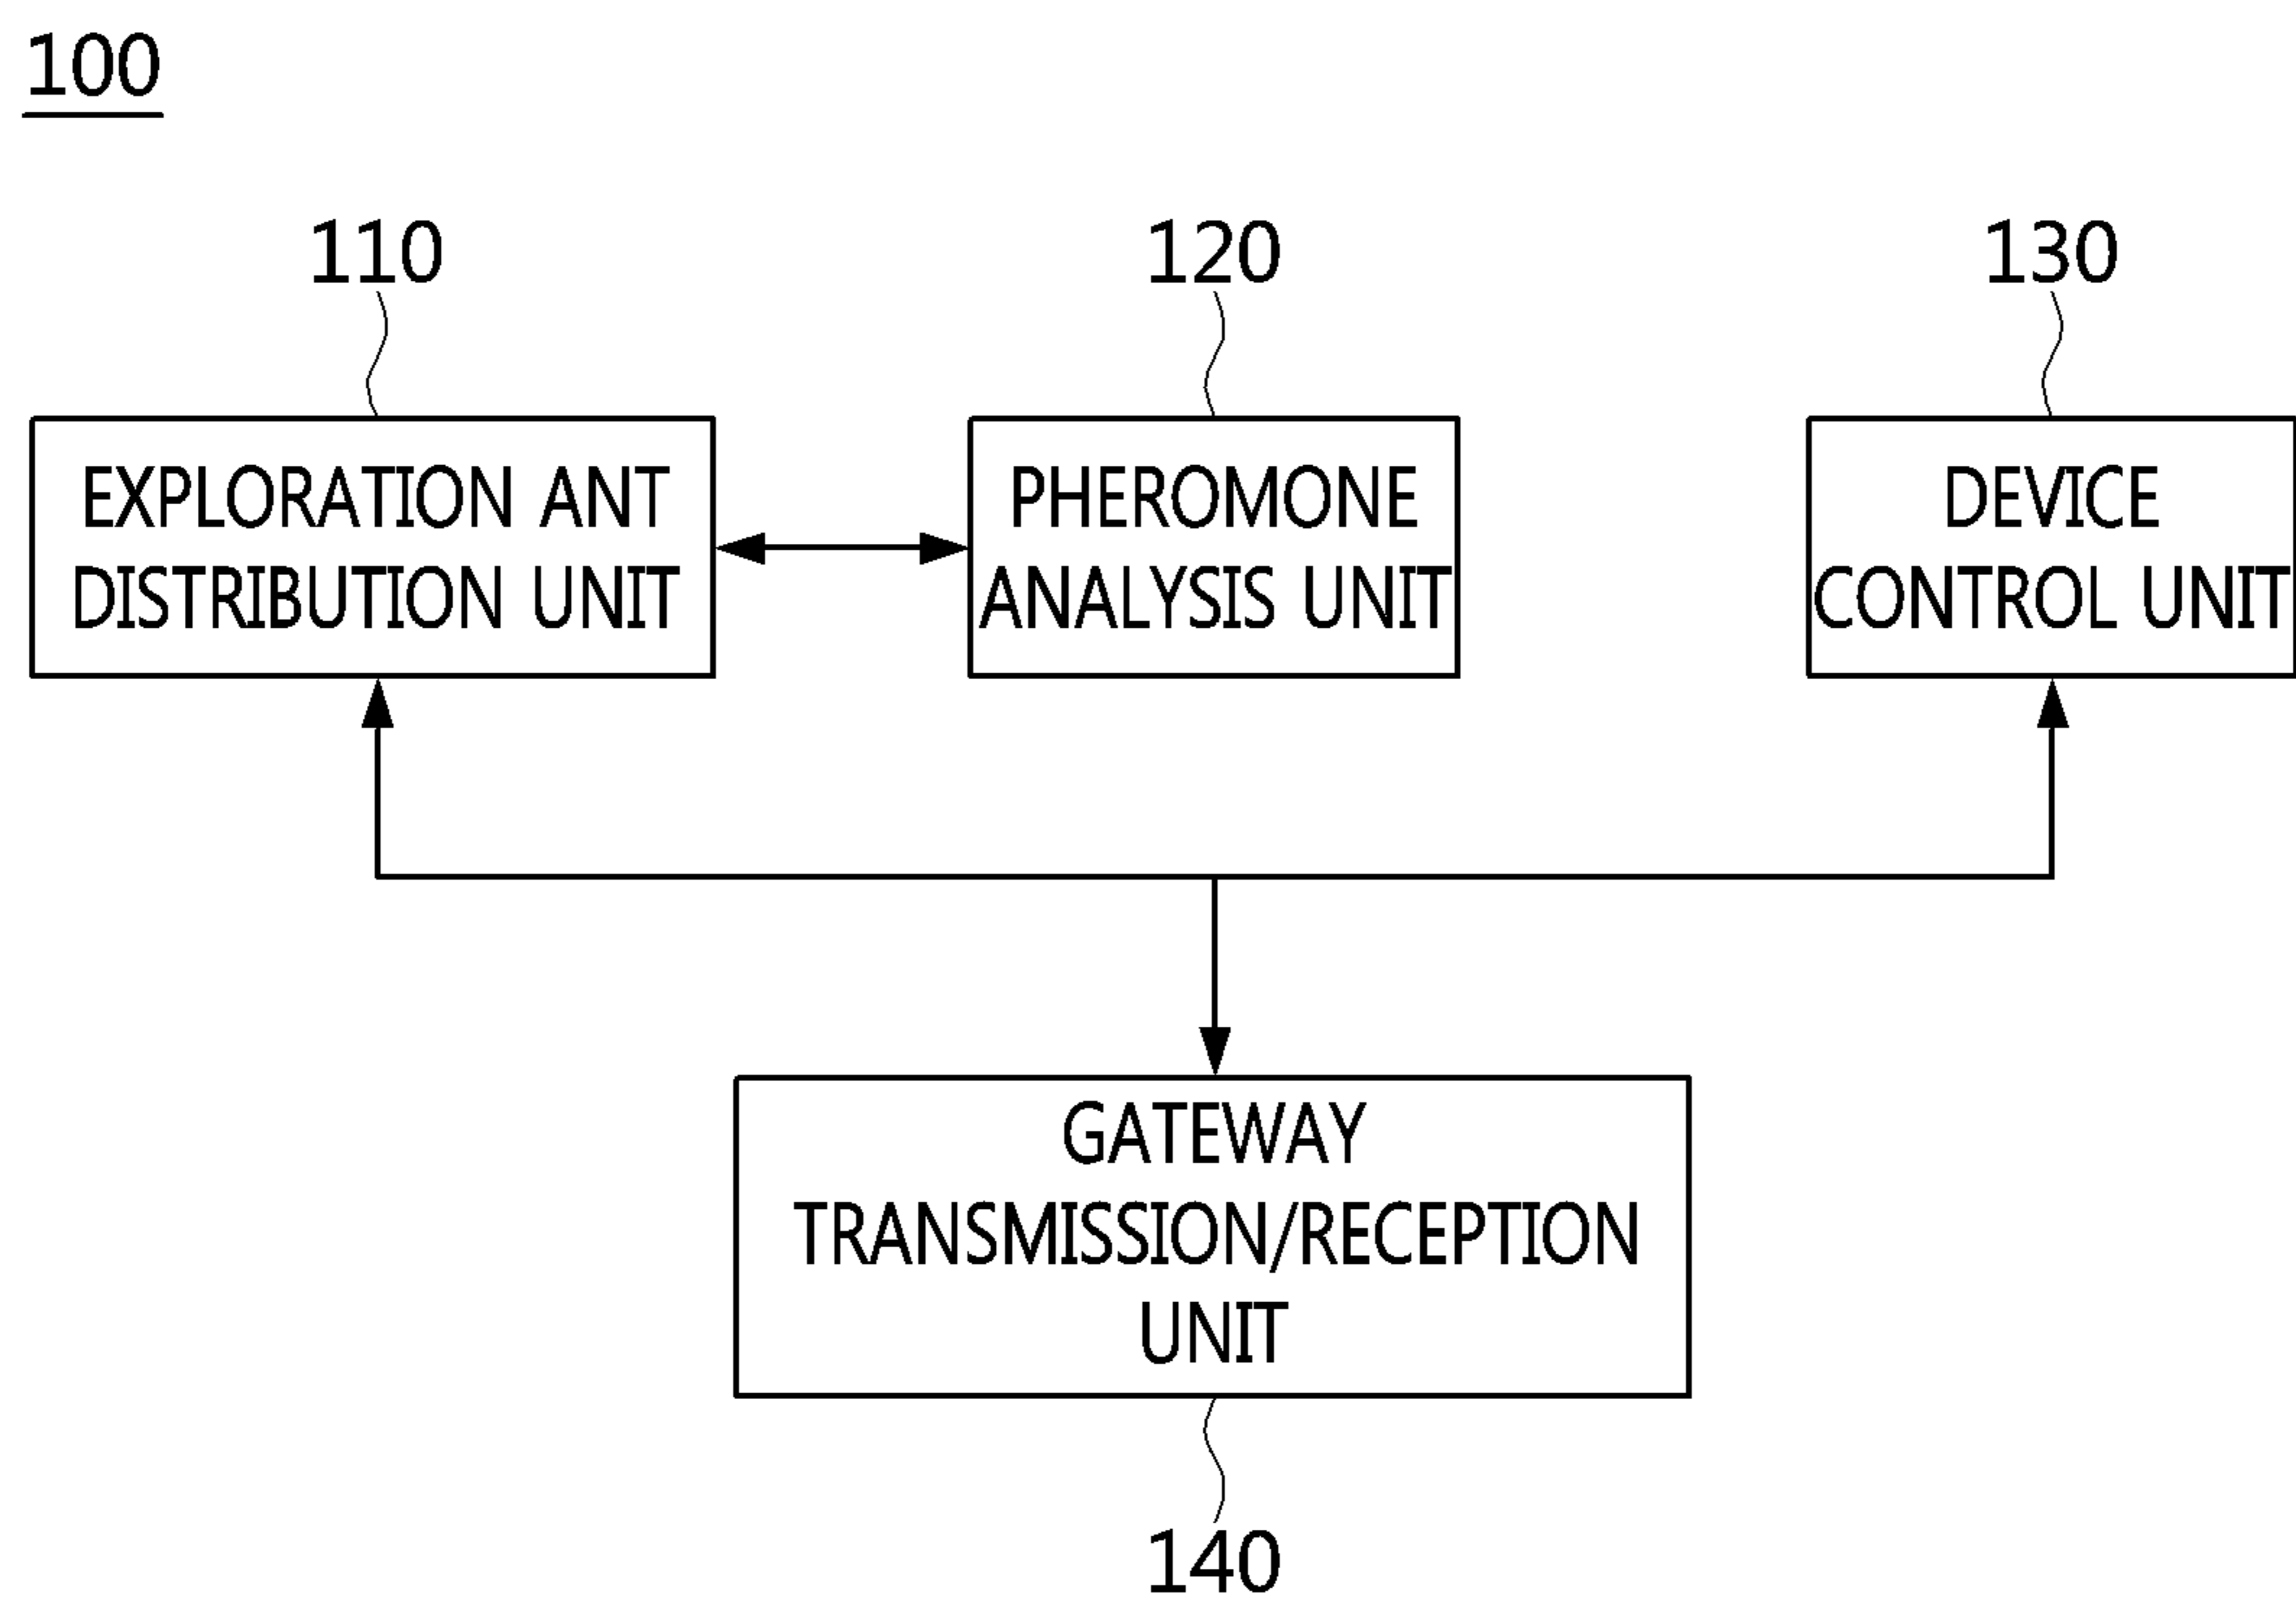 100
110
120
130
EXPLORATION ANT
DISTRIBUTION UNIT
PHEROMONE
ANALYSIS UNIT
DEVICE
CONTROL UNIT
GATEWAY
TRANSMISSION/RECEPTION
UNIT
140